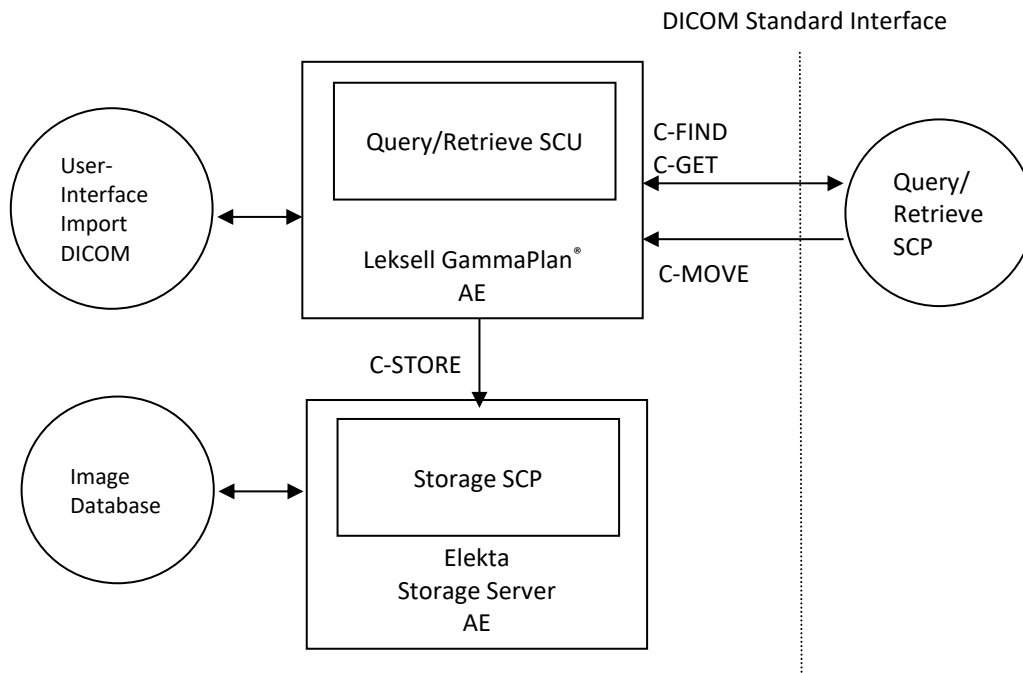 DICOM Standard Interface
Query/Retrieve SCU
C-FIND
C-GET
User-
Interface
Import
DICOM
Query/
Retrieve
SCP
Leksell GammaPlan®
AE
C-MOVE
C-STORE
Image
Database
Storage SCP
Elekta
Storage Server
AE